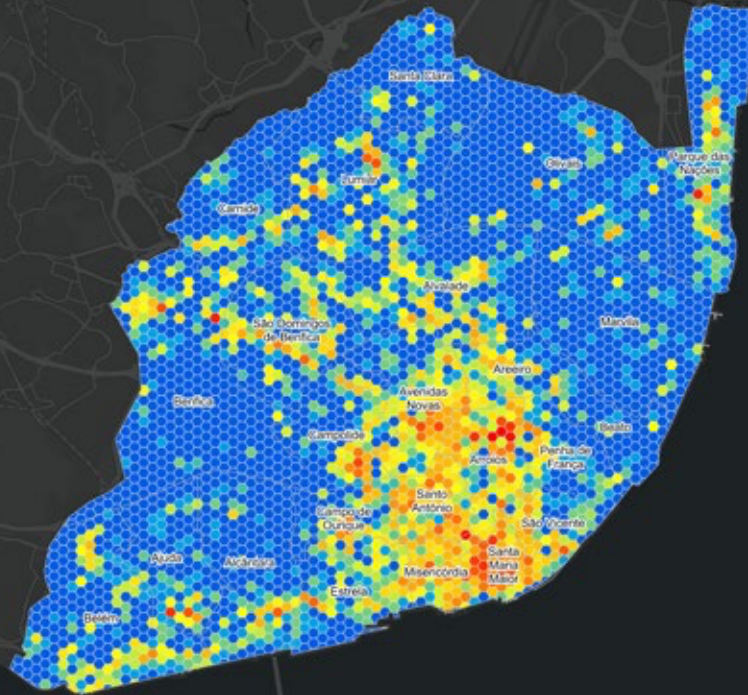 Santa Clara
Parque das
Nações
Olivais
Lumiar
Carnide
Alvalade
Marvila
São Domingos
de Benfica
Areeiro
Avenidas
Novas
Benfica
Beato
Campolide
Penha de
França
Arroios
Santo
António
Campo de
Ourique
São Vicente
Santa
Maria
Maior
Ajuda
Alcântara
Misericórdia
Estrela
Belém